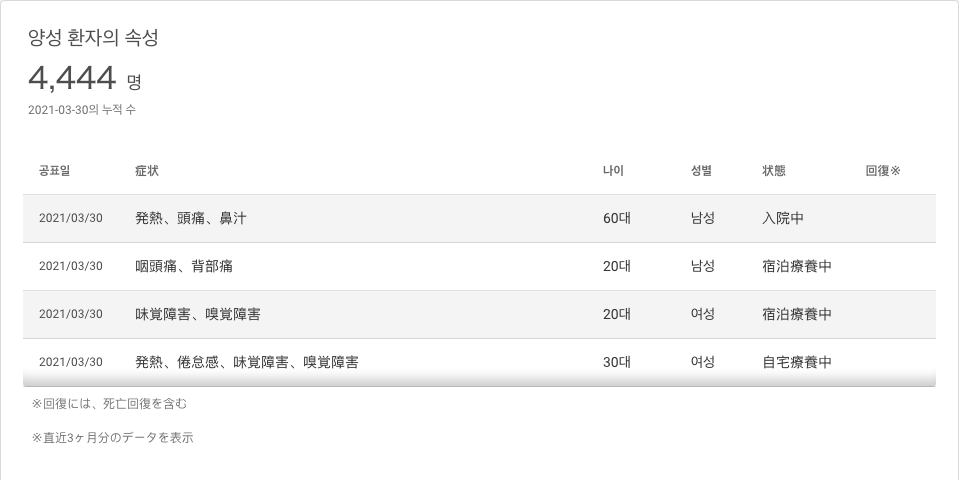 양성 환자의 속성
4,444 명
2021-03-30의 누적 수
공표일 症状 나이 성별 状態 回復※
2021/03/30 発熱、頭痛、鼻汁 60대 남성 入院中
2021/03/30 咽頭痛、背部痛 20대 남성 宿泊療養中
2021/03/30 味覚障害、嗅覚障害 20대 여성 宿泊療養中
2021/03/30 発熱、倦怠感、味覚障害、嗅覚障害 30대 여성 自宅療養中
※回復には、死亡回復を含む
※直近3ヶ月分のデータを表示